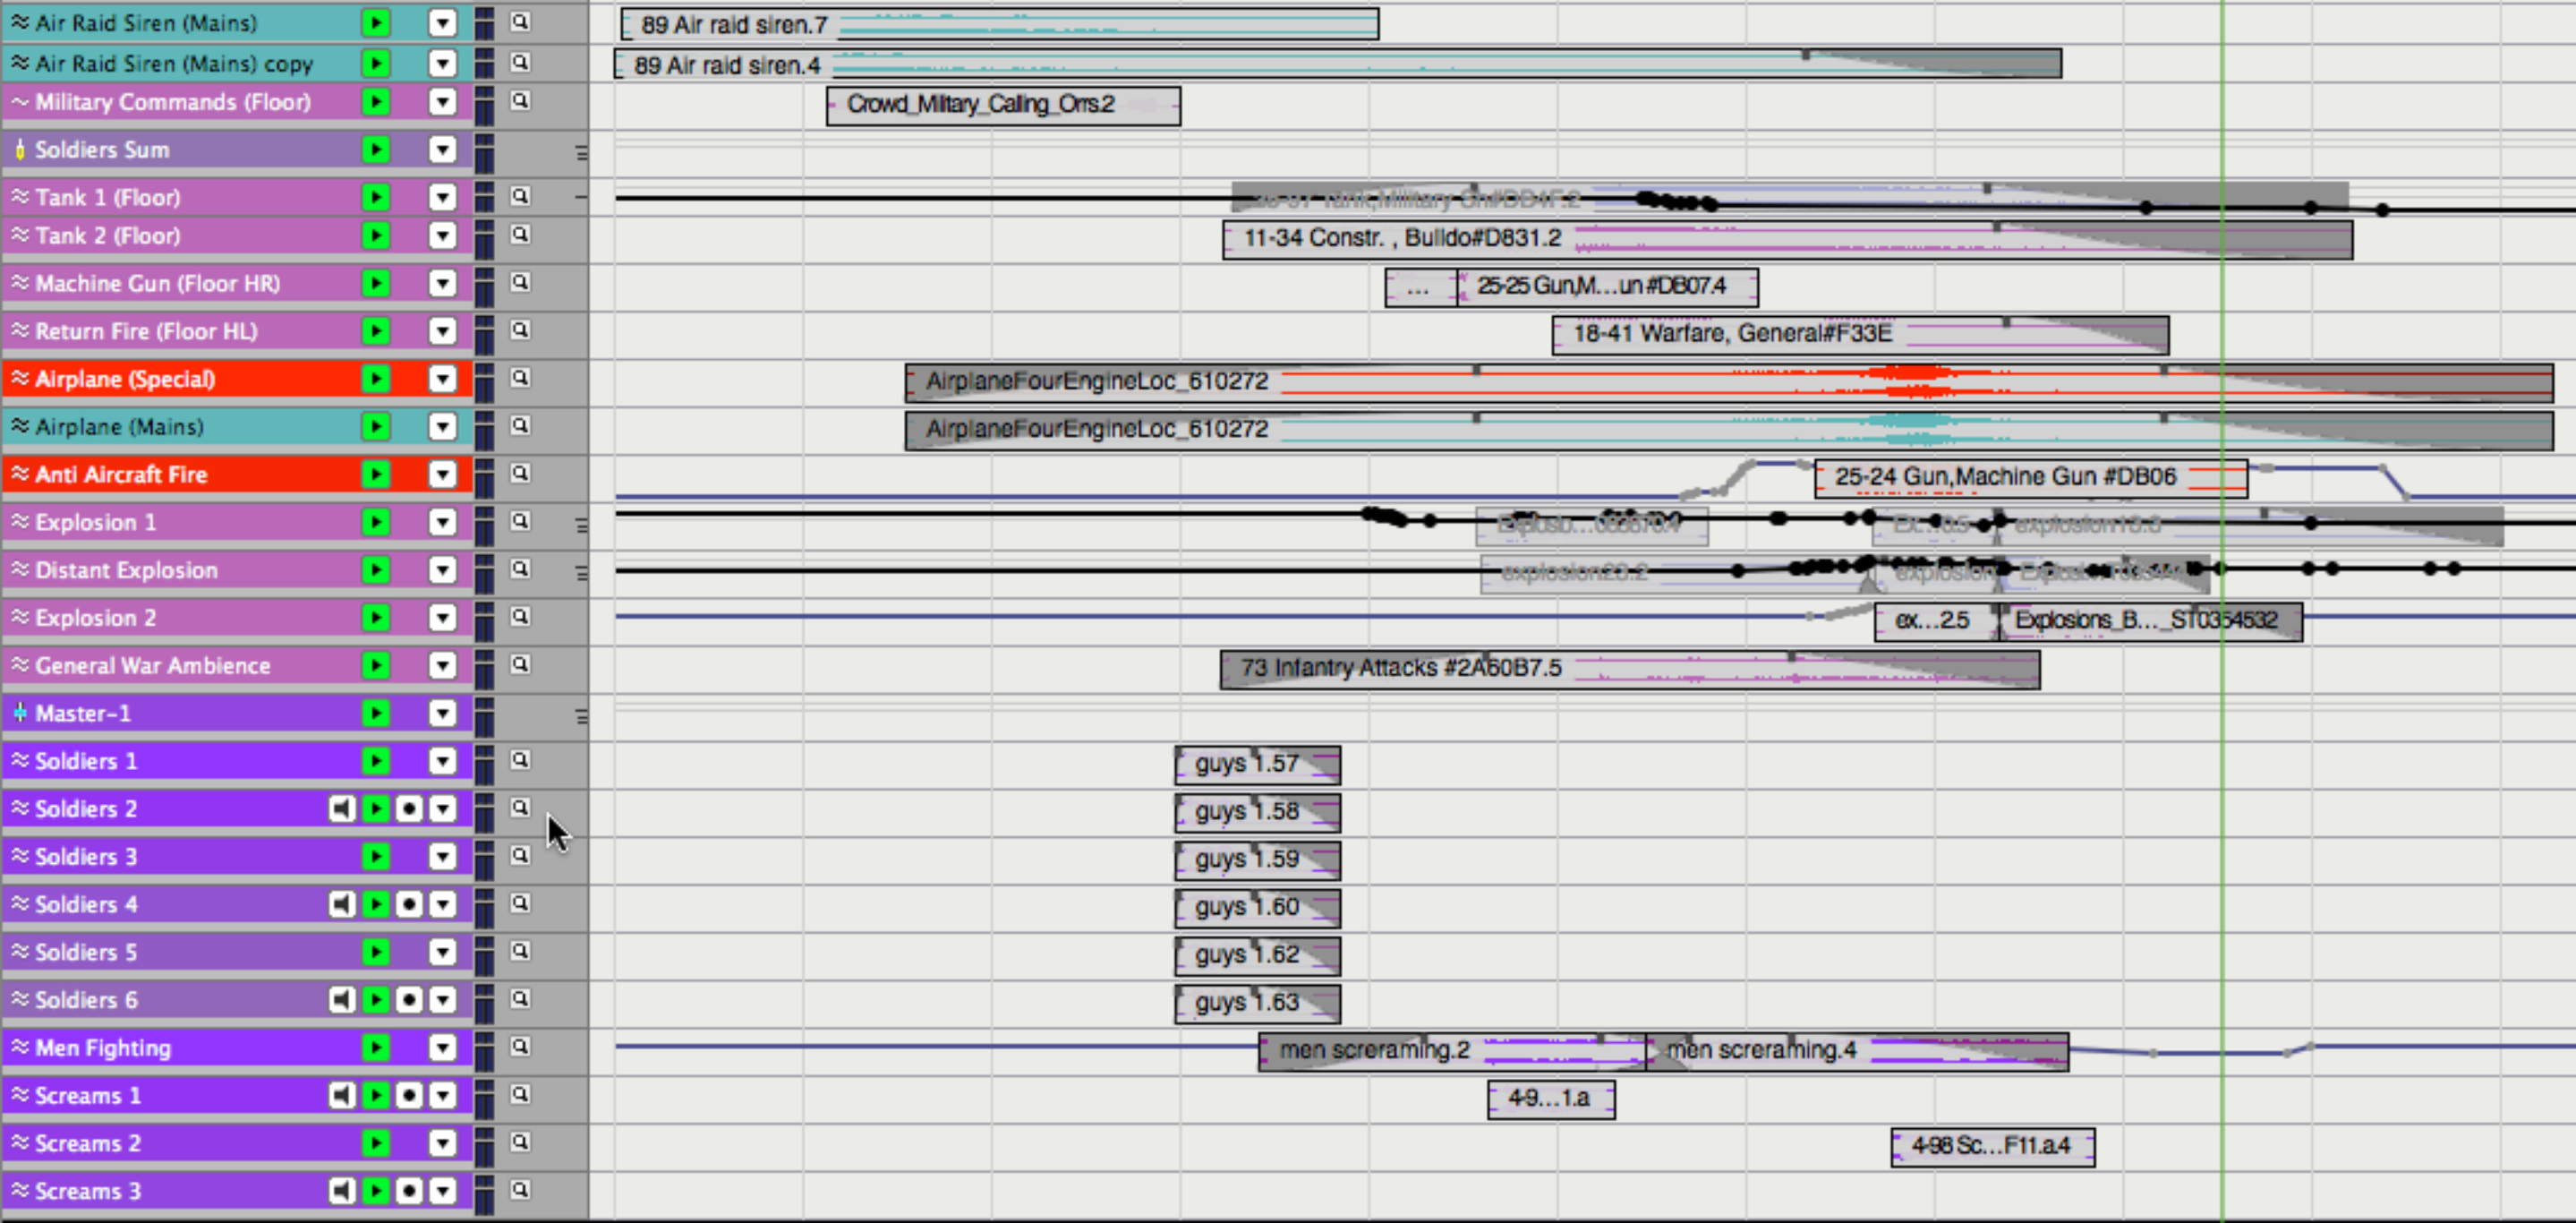 Air Raid Siren (Mains) 89 Air raid siren.7
Air Raid Siren (Mains) copy 89 Air raid siren.4
Military Commands (Floor) Crowd_Military_Calling_Orrs.2
Soldiers Sum
Tank 1 (Floor)
Tank 2 (Floor) 11-34 Constr. , Bulldo#D831.2
Machine Gun (Floor HR) ... 25-25 Gun,M...un #DB07.4
Return Fire (Floor HL) 18-41 Warfare, General#F33E
Airplane (Special) AirplaneFourEngineLoc_610272
Airplane (Mains) AirplaneFourEngineLoc_610272
Anti Aircraft Fire 25-24 Gun,Machine Gun #DB06
Explosion 1 explosion13.3
Distant Explosion explosion20.2 explosion
Explosion 2 ex...2.5 Explosions_B..._ST0354532
General War Ambience 73 Infantry Attacks #2A60B7.5
Master-1
Soldiers 1 guys 1.57
Soldiers 2 guys 1.58
Soldiers 3 guys 1.59
Soldiers 4 guys 1.60
Soldiers 5 guys 1.62
Soldiers 6 guys 1.63
Men Fighting men screraming.2 men screraming.4
Screams 1 4-9...1.a
Screams 2 4-98 Sc...F11.a.4
Screams 3